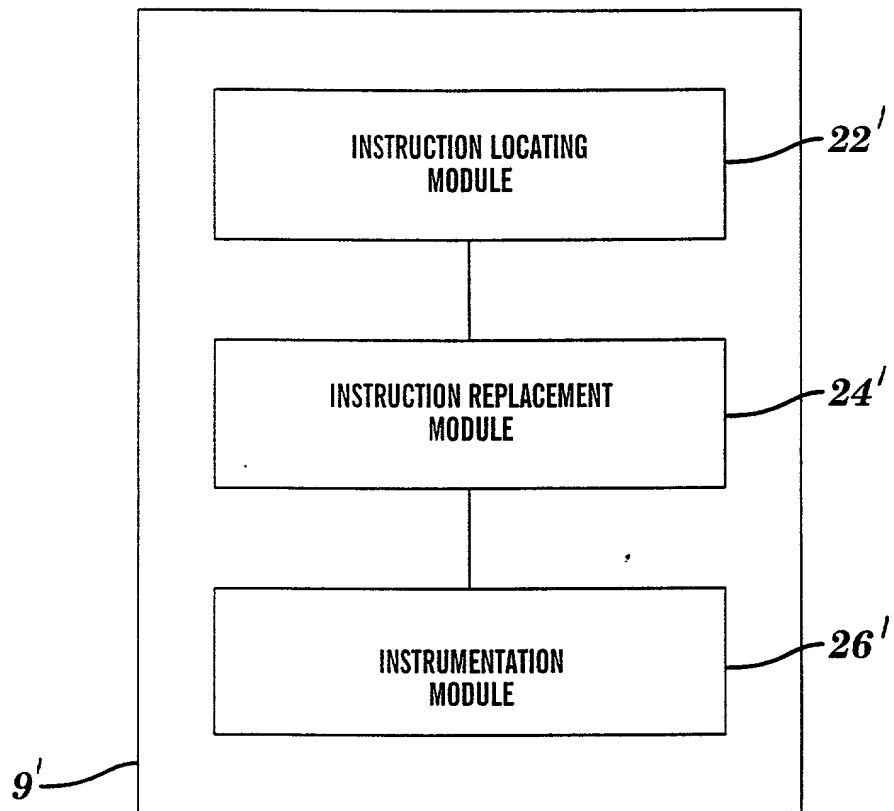 INSTRUCTION LOCATING
MODULE
22'
INSTRUCTION REPLACEMENT
MODULE
24'
INSTRUMENTATION
MODULE
26'
9'